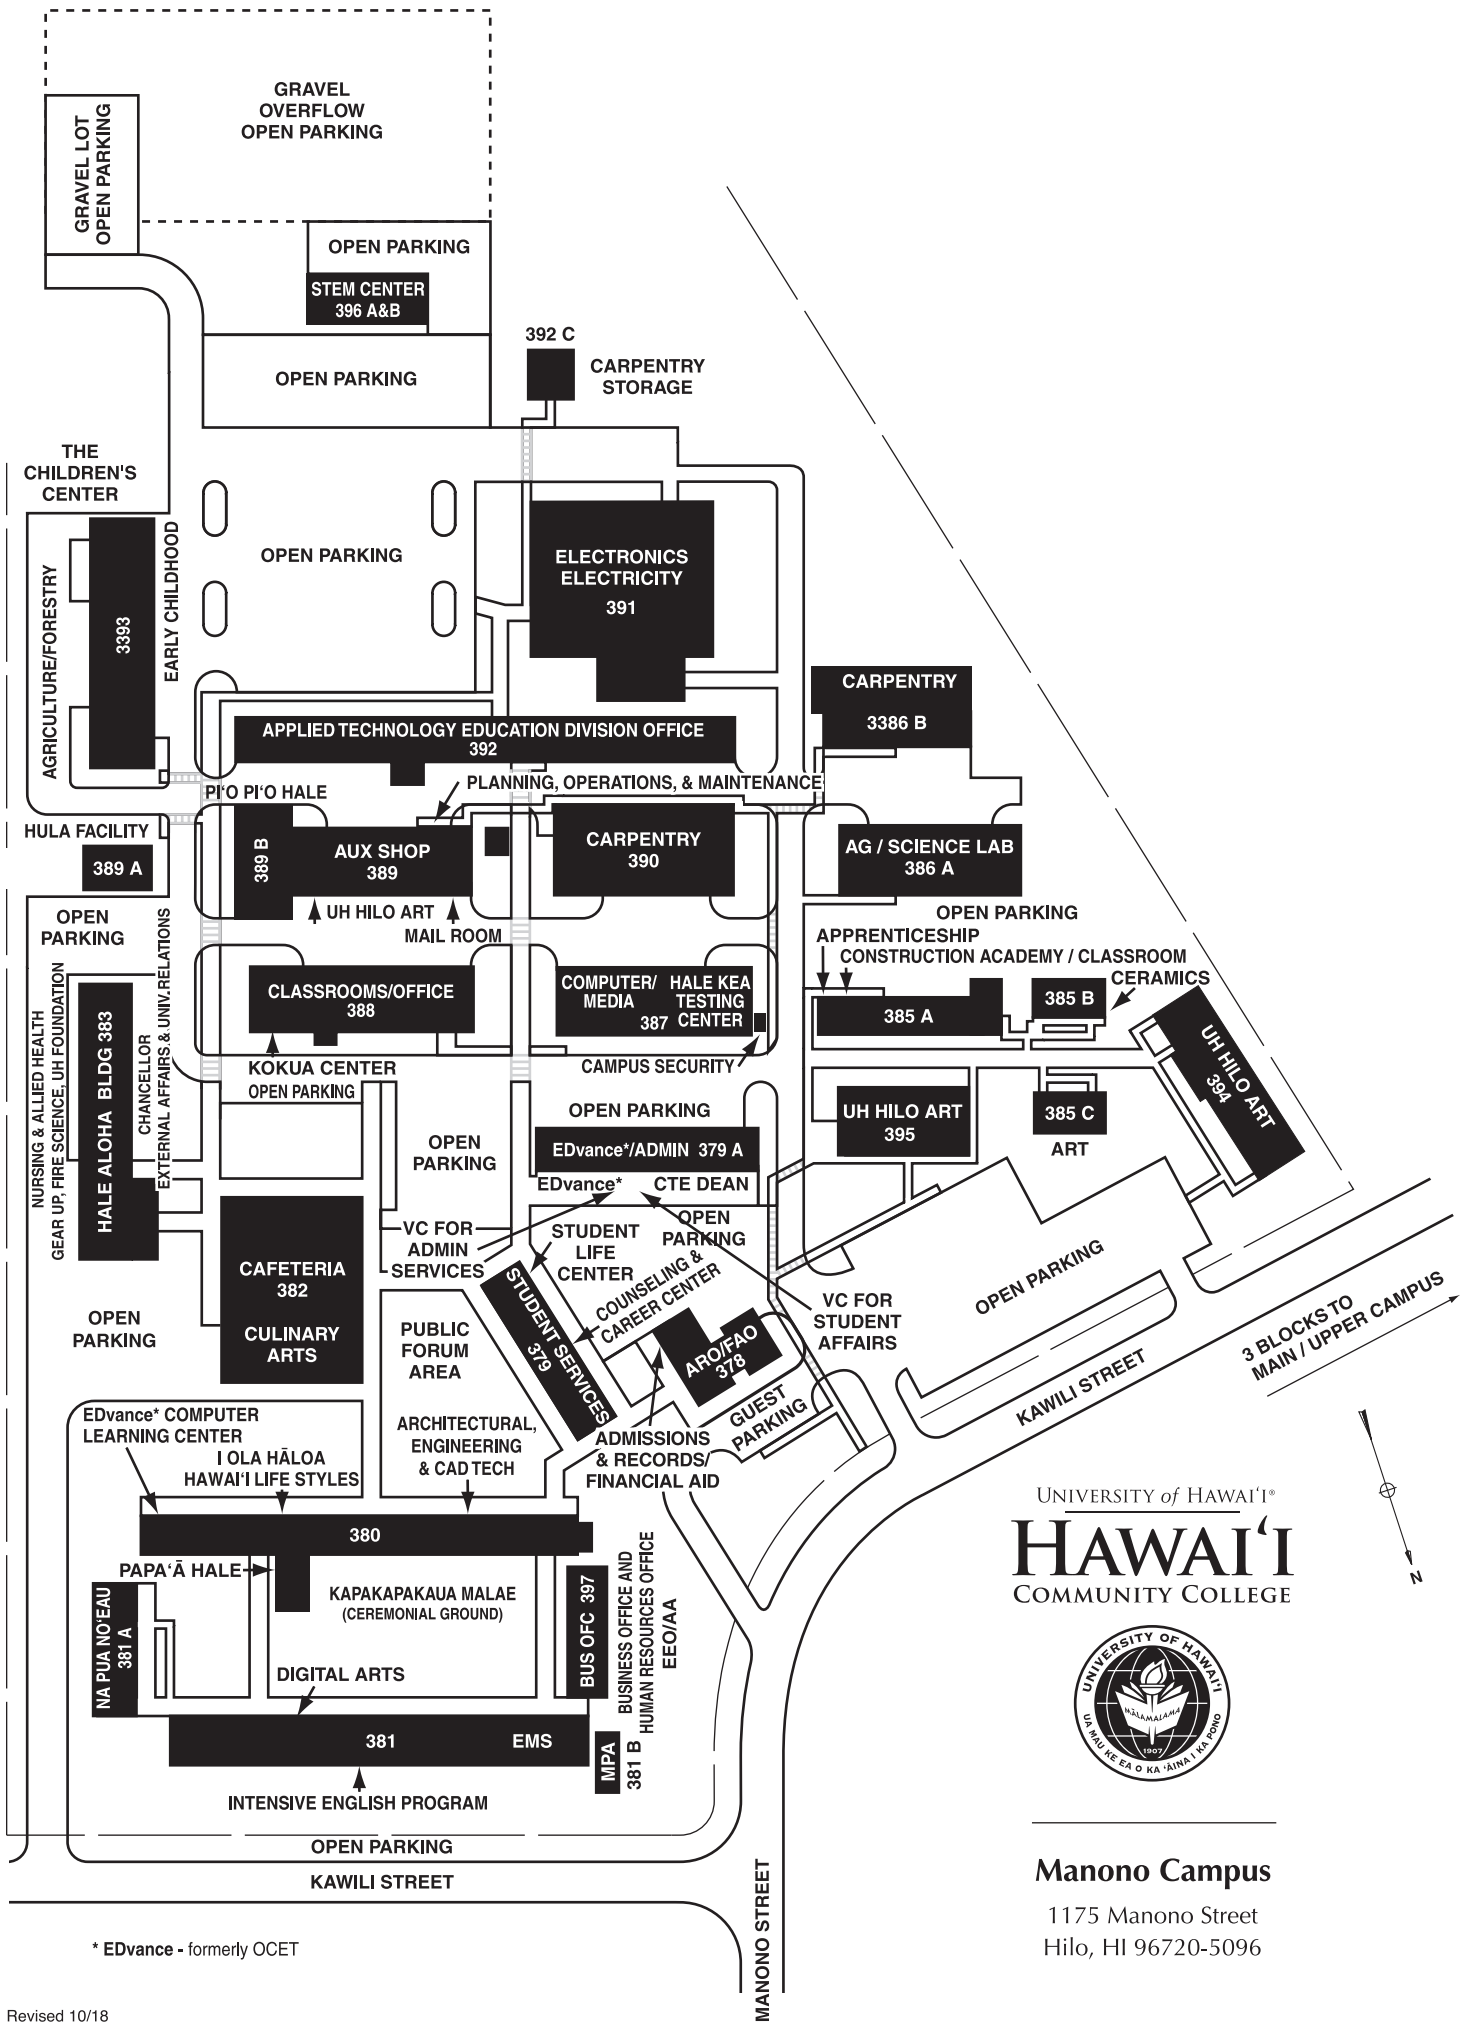 GRAVEL
OVERFLOW
OPEN PARKING
GRAVEL LOT
OPEN PARKING
OPEN PARKING
STEM CENTER
396 A&B
392 C
CARPENTRY
STORAGE
OPEN PARKING
THE
CHILDREN'S
CENTER
OPEN PARKING
ELECTRONICS
ELECTRICITY
391
AGRICULTURE/FORESTRY
3393
EARLY CHILDHOOD
CARPENTRY
3386 B
APPLIED TECHNOLOGY EDUCATION DIVISION OFFICE
392
PLANNING, OPERATIONS, & MAINTENANCE
PI‘O PI‘O HALE
HULA FACILITY
389 A
389 B
AUX SHOP
389
CARPENTRY
390
AG / SCIENCE LAB
386 A
OPEN PARKING
OPEN
PARKING
UH HILO ART
MAIL ROOM
APPRENTICESHIP
CONSTRUCTION ACADEMY / CLASSROOM
CERAMICS
NURSING & ALLIED HEALTH
GEAR UP, FIRE SCIENCE, UH FOUNDATION
HALE ALOHA BLDG 383
CHANCELLOR
EXTERNAL AFFAIRS & UNIV. RELATIONS
CLASSROOMS/OFFICE
388
COMPUTER/
MEDIA
387
HALE KEA
TESTING
CENTER
385 A
385 B
UH HILO ART
394
KOKUA CENTER
CAMPUS SECURITY
OPEN PARKING
OPEN PARKING
UH HILO ART
395
385 C
ART
OPEN
PARKING
EDvance*/ADMIN 379 A
EDvance*
CTE DEAN
VC FOR
ADMIN
SERVICES
STUDENT
LIFE
CENTER
OPEN
PARKING
COUNSELING &
CAREER CENTER
CAFETERIA
382
CULINARY
ARTS
OPEN
PARKING
STUDENT SERVICES
379
PUBLIC
FORUM
AREA
ARO/FAO
378
VC FOR
STUDENT
AFFAIRS
OPEN PARKING
KAWILI STREET
3 BLOCKS TO
MAIN / UPPER CAMPUS
GUEST
PARKING
EDvance* COMPUTER
LEARNING CENTER
I OLA HĀLOA
HAWAI‘I LIFE STYLES
ARCHITECTURAL,
ENGINEERING
& CAD TECH
ADMISSIONS
& RECORDS/
FINANCIAL AID
380
PAPA‘Ā HALE
KAPAKAPAKAUA MALAE
(CEREMONIAL GROUND)
NA PUA NO‘EAU
381 A
BUS OFC 397
BUSINESS OFFICE AND
HUMAN RESOURCES OFFICE
EEO/AA
DIGITAL ARTS
381
EMS
MPA
381 B
INTENSIVE ENGLISH PROGRAM
OPEN PARKING
KAWILI STREET
MANONO STREET
N
UNIVERSITY of HAWAI‘I®
HAWAI‘I
COMMUNITY COLLEGE
UNIVERSITY OF HAWAI‘I
MĀLAMALAMA
1907
UA MAU KE EA O KA ‘ĀINA I KA PONO
Manono Campus
1175 Manono Street
Hilo, HI 96720-5096
* EDvance - formerly OCET
Revised 10/18